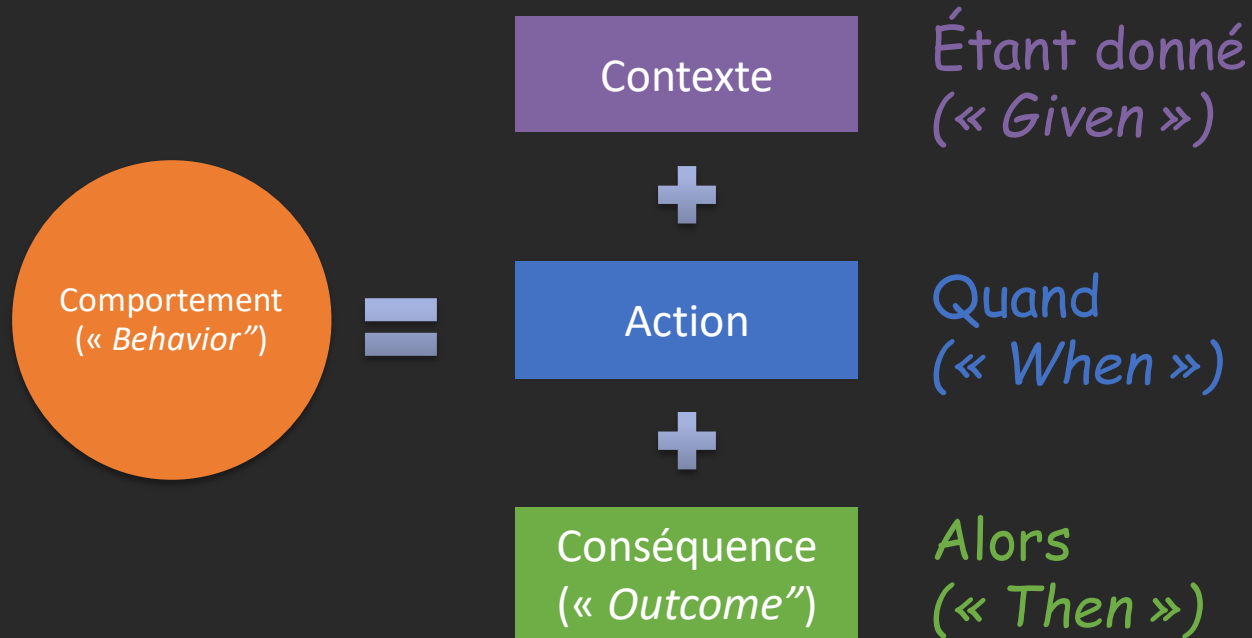 Contexte
Étant donné
(« Given »)
Comportement
(« Behavior”)
Action
Quand
(« When »)
Conséquence
(« Outcome”)
Alors
(« Then »)